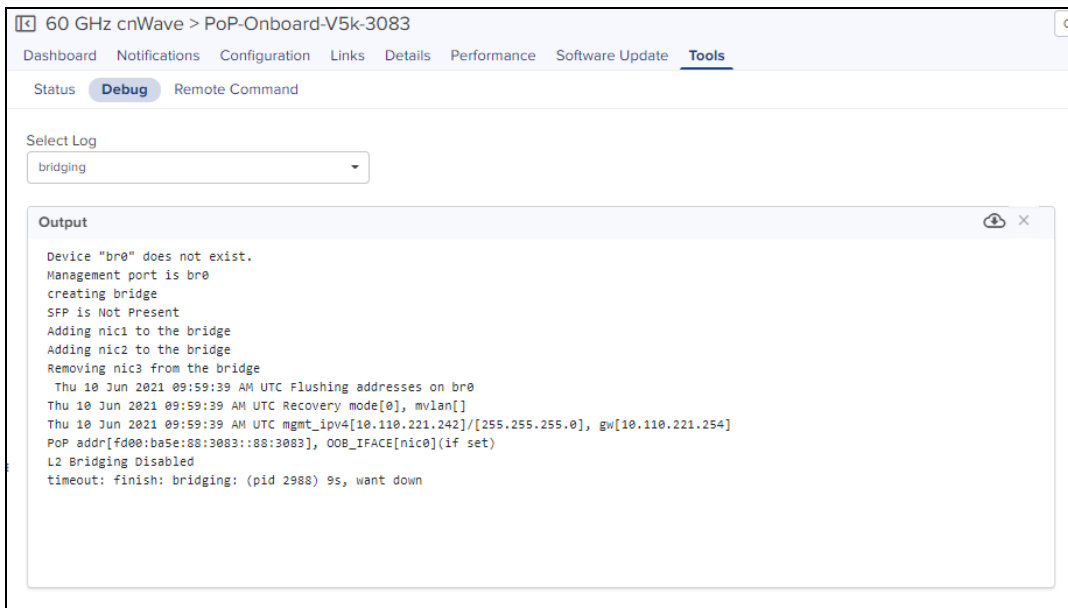 60 GHz cnWave > PoP-Onboard-V5k-3083
Dashboard Notifications Configuration Links Details Performance Software Update Tools
Status Debug Remote Command
Select Log
bridging
Output
Device "br0" does not exist.
Management port is br0
creating bridge
SFP is Not Present
Adding nic1 to the bridge
Adding nic2 to the bridge
Removing nic3 from the bridge
Thu 10 Jun 2021 09:59:39 AM UTC Flushing addresses on br0
Thu 10 Jun 2021 09:59:39 AM UTC Recovery mode[0], mvlan[]
Thu 10 Jun 2021 09:59:39 AM UTC mgmt_ipv4[10.110.221.242]/[255.255.255.0], gw[10.110.221.254]
PoP addr[fd00:ba5e:88:3083::88:3083], OOB_IFACE[nic0](if set)
L2 Bridging Disabled
timeout: finish: bridging: (pid 2988) 9s, want down